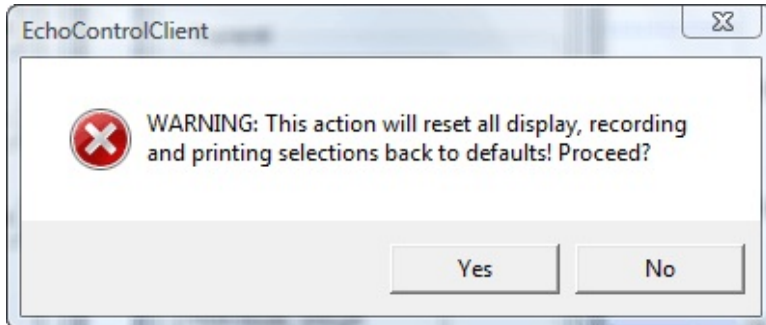 EchoControlClient
WARNING: This action will reset all display, recording
and printing selections back to defaults! Proceed?
Yes
No